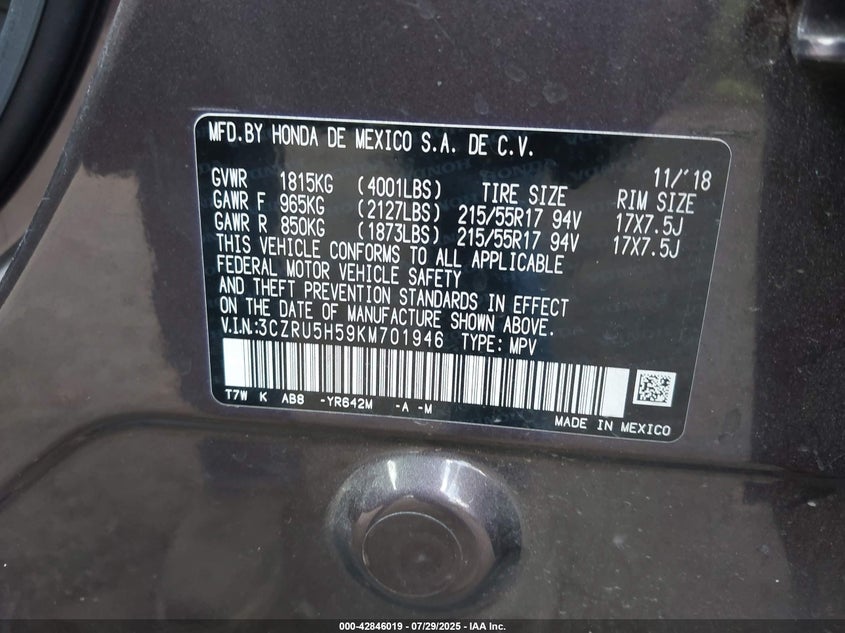 MFD.BY HONDA DE MEXICO S.A. DE C.V.
11/'18
GVWR 1815KG (4001LBS) TIRE SIZE RIM SIZE
GAWR F 965KG (2127LBS) 215/55R17 94V 17X7.5J
GAWR R 850KG (1873LBS) 215/55R17 94V 17X7.5J
THIS VEHICLE CONFORMS TO ALL APPLICABLE
FEDERAL MOTOR VEHICLE SAFETY
AND THEFT PREVENTION STANDARDS IN EFFECT
ON THE DATE OF MANUFACTURE SHOWN ABOVE.
V.I.N.:3CZRU5H59KM701946 TYPE: MPV
T7W K AB8 -YR642M -A -M
MADE IN MEXICO
000-42846019 / 07/29/2025 - IAA Inc.